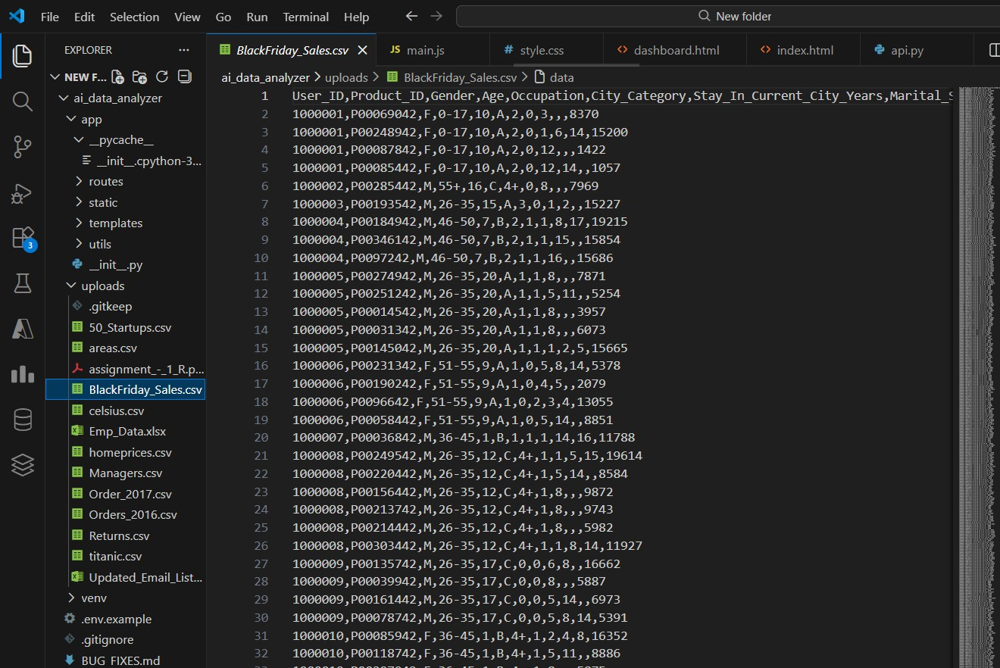 File Edit Selection View Go Run Terminal Help
New folder
EXPLORER
NEW F...
ai_data_analyzer
app
__pycache__
__init__.cpython-3...
routes
static
templates
utils
__init__.py
uploads
.gitkeep
50_Startups.csv
areas.csv
assignment_-_1_R.p...
BlackFriday_Sales.csv
celsius.csv
Emp_Data.xlsx
homeprices.csv
Managers.csv
Order_2017.csv
Orders_2016.csv
Returns.csv
titanic.csv
Updated_Email_List...
venv
.env.example
.gitignore
BUG_FIXES.md
3
BlackFriday_Sales.csv
JS main.js
# style.css
<> dashboard.html
<> index.html
api.py
ai_data_analyzer > uploads > BlackFriday_Sales.csv > data
1 User_ID,Product_ID,Gender,Age,Occupation,City_Category,Stay_In_Current_City_Years,Marital_S
2 1000001,P00069042,F,0-17,10,A,2,0,3,,,8370
3 1000001,P00248942,F,0-17,10,A,2,0,1,6,14,15200
4 1000001,P00087842,F,0-17,10,A,2,0,12,,,1422
5 1000001,P00085442,F,0-17,10,A,2,0,12,14,,1057
6 1000002,P00285442,M,55+,16,C,4+,0,8,,,7969
7 1000003,P00193542,M,26-35,15,A,3,0,1,2,,15227
8 1000004,P00184942,M,46-50,7,B,2,1,1,8,17,19215
9 1000004,P00346142,M,46-50,7,B,2,1,1,15,,15854
10 1000004,P0097242,M,46-50,7,B,2,1,1,16,,15686
11 1000005,P00274942,M,26-35,20,A,1,1,8,,,7871
12 1000005,P00251242,M,26-35,20,A,1,1,5,11,,5254
13 1000005,P00014542,M,26-35,20,A,1,1,8,,,3957
14 1000005,P00031342,M,26-35,20,A,1,1,8,,,6073
15 1000005,P00145042,M,26-35,20,A,1,1,1,2,5,15665
16 1000006,P00231342,F,51-55,9,A,1,0,5,8,14,5378
17 1000006,P00190242,F,51-55,9,A,1,0,4,5,,2079
18 1000006,P0096642,F,51-55,9,A,1,0,2,3,4,13055
19 1000006,P00058442,F,51-55,9,A,1,0,5,14,,8851
20 1000007,P00036842,M,36-45,1,B,1,1,1,14,16,11788
21 1000008,P00249542,M,26-35,12,C,4+,1,1,5,15,19614
22 1000008,P00220442,M,26-35,12,C,4+,1,5,14,,8584
23 1000008,P00156442,M,26-35,12,C,4+,1,8,,,9872
24 1000008,P00213742,M,26-35,12,C,4+,1,8,,,9743
25 1000008,P00214442,M,26-35,12,C,4+,1,8,,,5982
26 1000008,P00303442,M,26-35,12,C,4+,1,1,8,14,11927
27 1000009,P00135742,M,26-35,17,C,0,0,6,8,,16662
28 1000009,P00039942,M,26-35,17,C,0,0,8,,,5887
29 1000009,P00161442,M,26-35,17,C,0,0,5,14,,6973
30 1000009,P00078742,M,26-35,17,C,0,0,5,8,14,5391
31 1000010,P00085942,F,36-45,1,B,4+,1,2,4,8,16352
32 1000010,P00118742,F,36-45,1,B,4+,1,5,11,,8886